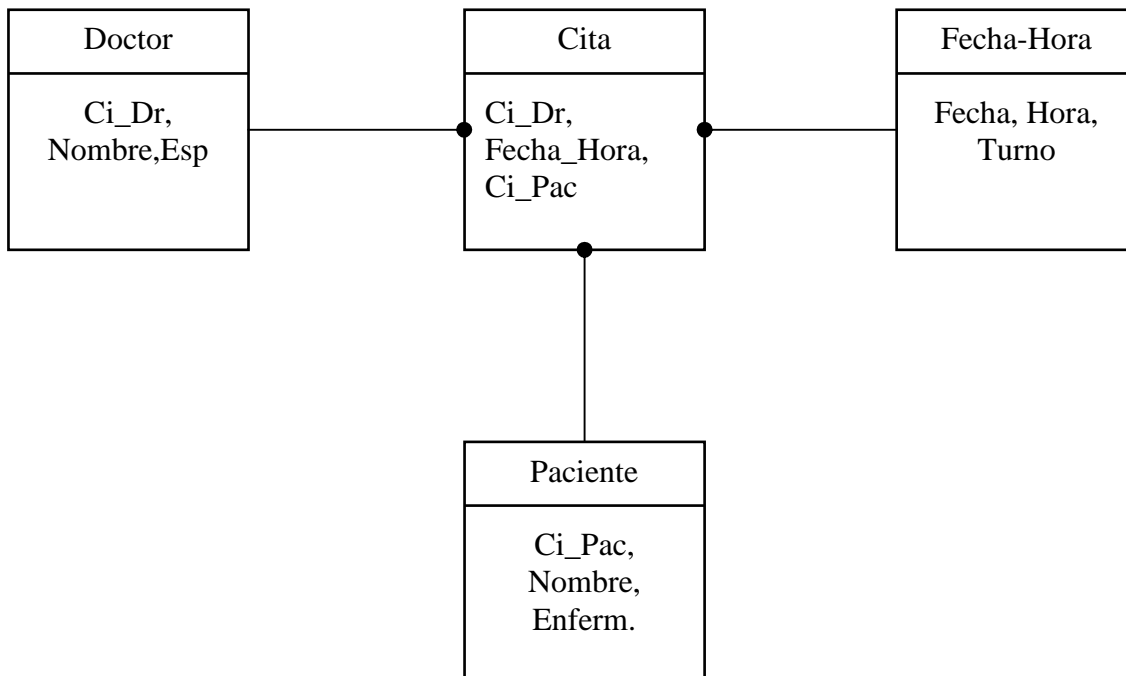 Doctor
Ci_Dr,
Nombre,Esp
Cita
Ci_Dr,
Fecha_Hora,
Ci_Pac
Fecha-Hora
Fecha, Hora,
Turno
Paciente
Ci_Pac,
Nombre,
Enferm.